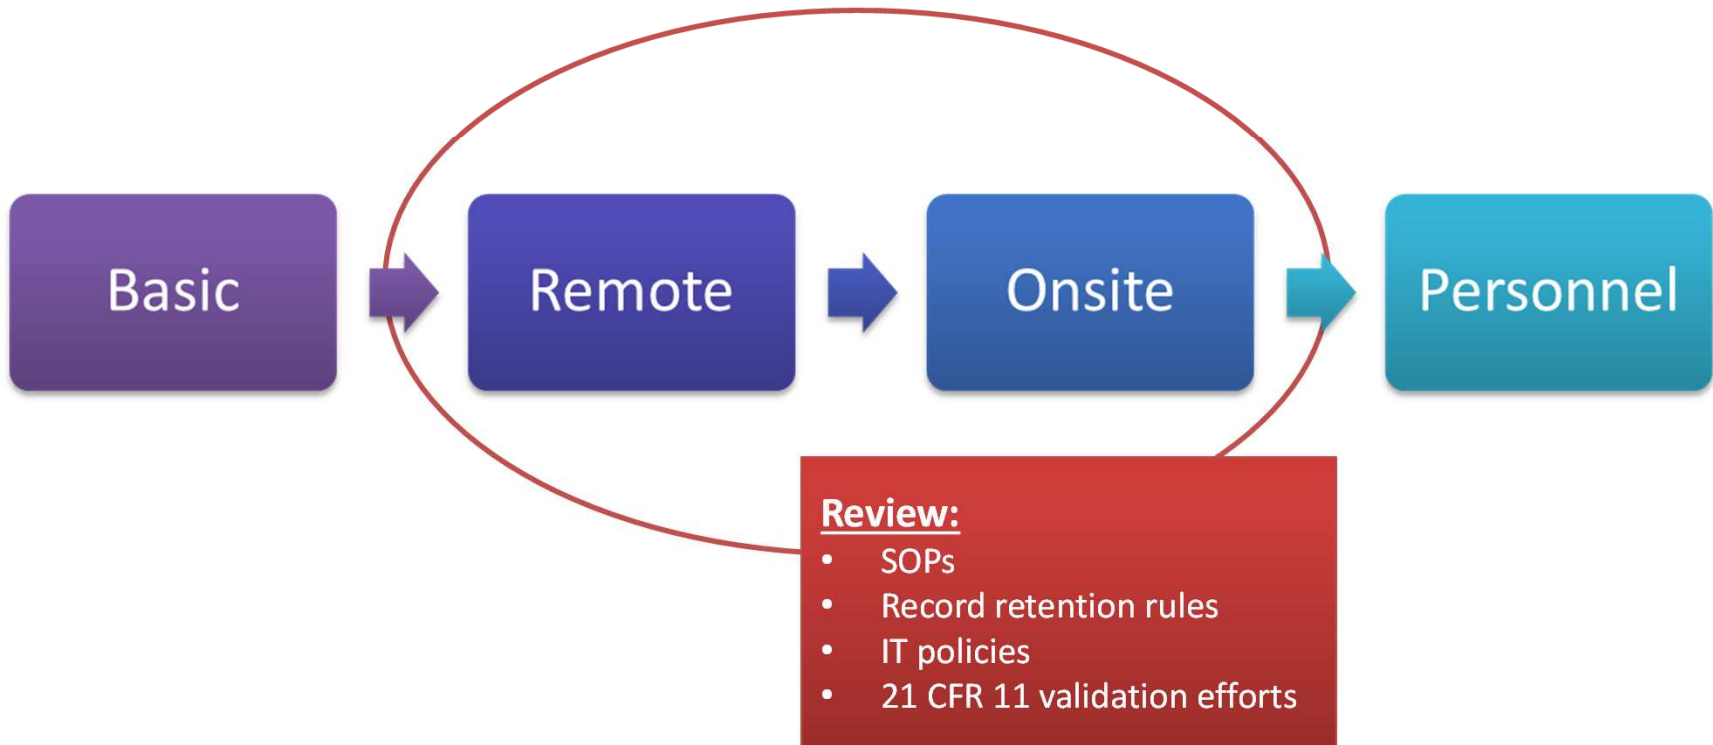 Basic
Remote
Onsite
Personnel
Review:
• SOPs
• Record retention rules
• IT policies
• 21 CFR 11 validation efforts